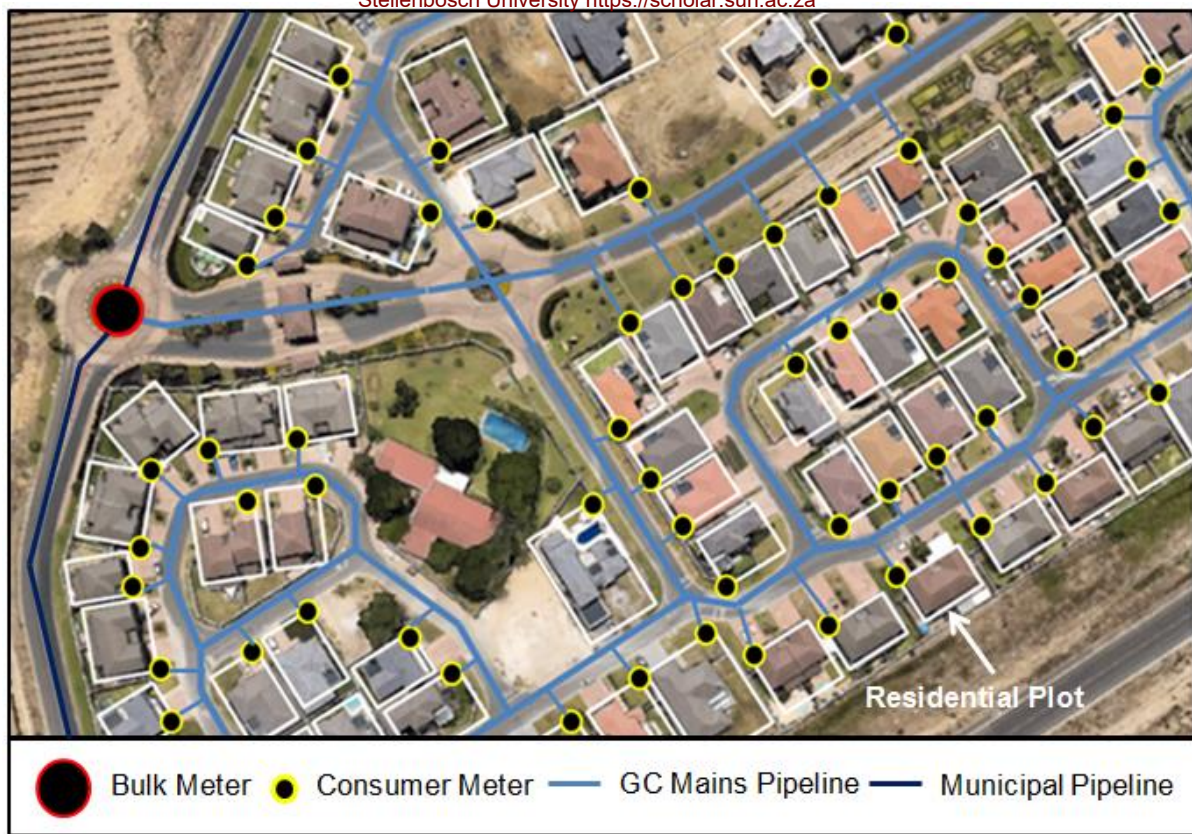 Stellenbosch University https://scholar.sun.ac.za
Residential Plot
Bulk Meter
Consumer Meter
GC Mains Pipeline
Municipal Pipeline